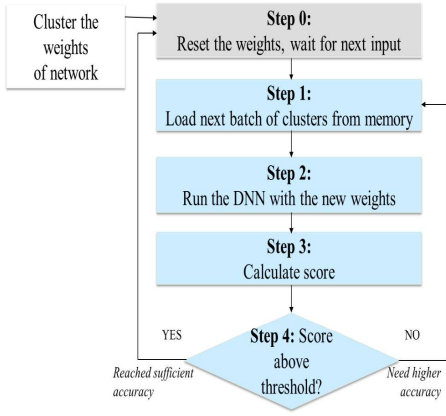 Cluster the
weights
of network
Step 0:
Reset the weights, wait for next input
Step 1:
Load next batch of clusters from memory
Step 2:
Run the DNN with the new weights
Step 3:
Calculate score
YES
Step 4: Score
above
threshold?
NO
Reached sufficient
accuracy
Need higher
accuracy